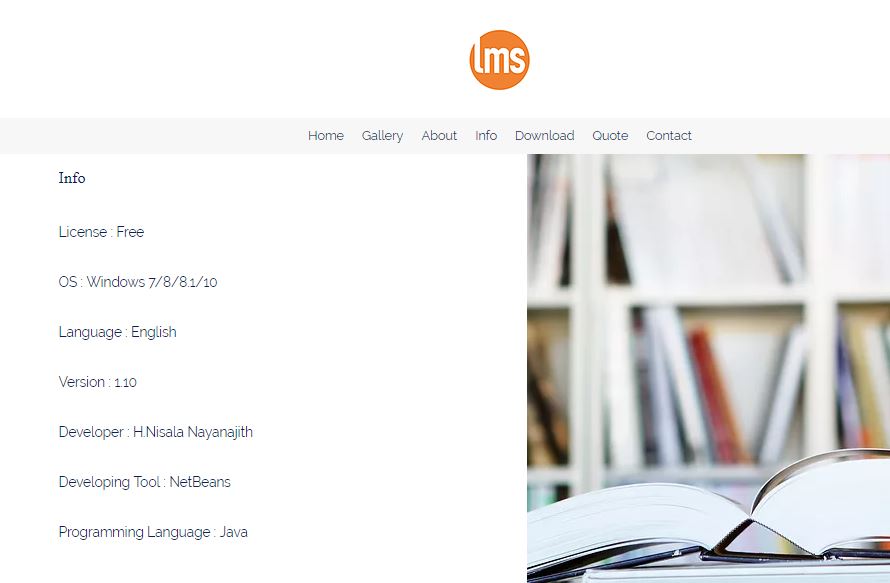 lms
Home Gallery About Info Download Quote Contact
Info
License : Free
OS : Windows 7/8/8.1/10
Language : English
Version : 1.10
Developer : H.Nisala Nayanajith
Developing Tool : NetBeans
Programming Language : Java